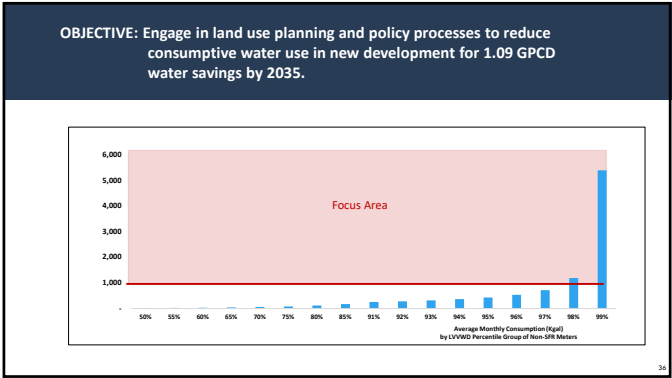 OBJECTIVE: Engage in land use planning and policy processes to reduce
consumptive water use in new development for 1.09 GPCD
water savings by 2035.
6,000
5,000
4,000
3,000
2,000
1,000
-
Focus Area
50% 55% 60% 65% 70% 75% 80% 85% 91% 92% 93% 94% 95% 96% 97% 98% 99%
Average Monthly Consumption (Kgal)
by LVVWD Percentile Group of Non-SFR Meters
36